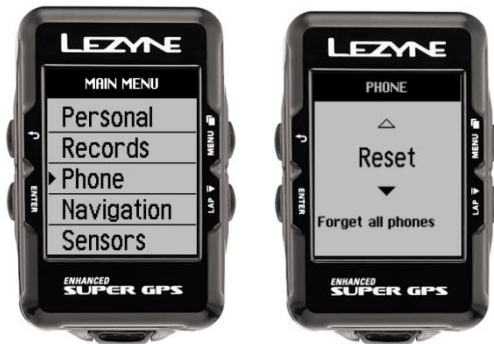 LEZYNE
MAIN MENU
Personal
Records
Phone
Navigation
Sensors
MENU
ENTER
LAP
ENHANCED
SUPER GPS
LEZYNE
PHONE
Reset
Forget all phones
MENU
ENTER
LAP
ENHANCED
SUPER GPS